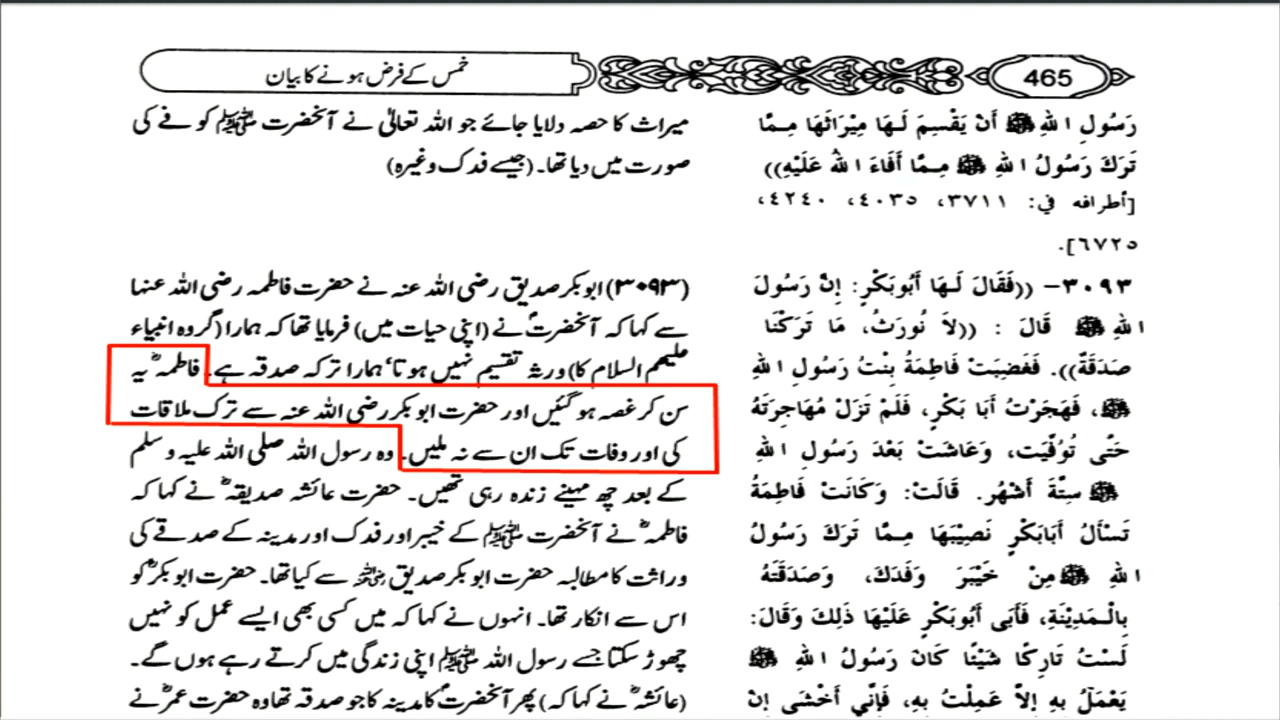 465
خمس کے فرض ہونے کا بیان
رَسُولِ اللهِ ﷺ أَنْ يَقْسِمَ لَهَا مِيْرَاثَهَا مِمَّا
تَرَكَ رَسُولُ اللهِ ﷺ مِمَّا أَفَاءَ اللهُ عَلَيْهِ))
[أطرافه في: ٣٧١١، ٤٠٣٥، ٤٢٤٠،
٦٧٢٥].
٣٠٩٣- ((فَقَالَ لَهَا أَبُوبَكْرٍ: إِنَّ رَسُولَ
اللهِ ﷺ قَالَ : ((لاَ نُورَثُ، مَا تَرَكْنَا
صَدَقَةٌ)). فَغَضِبَتْ فَاطِمَةُ بِنْتُ رَسُولِ اللهِ
ﷺ، فَهَجَرَتْ أَبَا بَكْرٍ، فَلَمْ تَزَلْ مُهَاجِرَتَهُ
حَتَّى تُوُفِّيَتْ، وَعَاشَتْ بَعْدَ رَسُولِ اللهِ
ﷺ سِتَّةَ أَشْهُرٍ. قَالَتْ: وَكَانَتْ فَاطِمَةُ
تَسْأَلُ أَبَابَكْرٍ نَصِيْبَهَا مِمَّا تَرَكَ رَسُولُ
اللهِ ﷺ مِنْ خَيْبَرَ وَفَدَكَ، وَصَدَقَتَهُ
بِالْمَدِيْنَةِ، فَأَبَى أَبُوبَكْرٍ عَلَيْهَا ذَلِكَ وَقَالَ:
لَسْتُ تَارِكًا شَيْئًا كَانَ رَسُولُ اللهِ ﷺ
يَعْمَلُ بِهِ إِلاَّ عَمِلْتُ بِهِ، فَإِنِّي أَخْشَى إِنْ
میراث کا حصہ دلایا جائے جو اللہ تعالیٰ نے آنحضرت ﷺ کو فے کی
صورت میں دیا تھا۔ (جیسے فدک وغیرہ)
(۳۰۹۳) ابوبکر صدیق رضی اللہ عنہ نے حضرت فاطمہ رضی اللہ عنہا
سے کہا کہ آنحضرتؐ نے (اپنی حیات میں) فرمایا تھا کہ ہمارا (گروہ انبیاء
علیہم السلام کا) ورثہ تقسیم نہیں ہوتا‘ ہمارا ترکہ صدقہ ہے۔ فاطمہؓ یہ
سن کر غصہ ہو گئیں اور حضرت ابوبکر رضی اللہ عنہ سے ترک ملاقات
کی اور وفات تک ان سے نہ ملیں۔ وہ رسول اللہ صلی اللہ علیہ و سلم
کے بعد چھ مہینے زندہ رہی تھیں۔ حضرت عائشہ صدیقہؓ نے کہا کہ
فاطمہؓ نے آنحضرت ﷺ کے خیبر اور فدک اور مدینہ کے صدقے کی
وراثت کا مطالبہ حضرت ابوبکر صدیق رضی اللہ عنہ سے کیا تھا۔ حضرت ابوبکرؓ کو
اس سے انکار تھا۔ انہوں نے کہا کہ میں کسی بھی ایسے عمل کو نہیں
چھوڑ سکتا جسے رسول اللہ ﷺ اپنی زندگی میں کرتے رہے ہوں گے۔
(عائشہؓ نے کہا کہ) پھر آنحضرتؐ کا مدینہ کا جو صدقہ تھا وہ حضرت عمرؓ نے